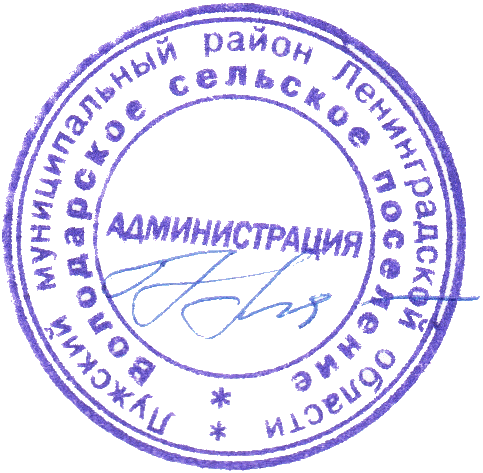 Лужский муниципальный район Ленинградской области *
Володарское сельское поселение *
АДМИНИСТРАЦИЯ